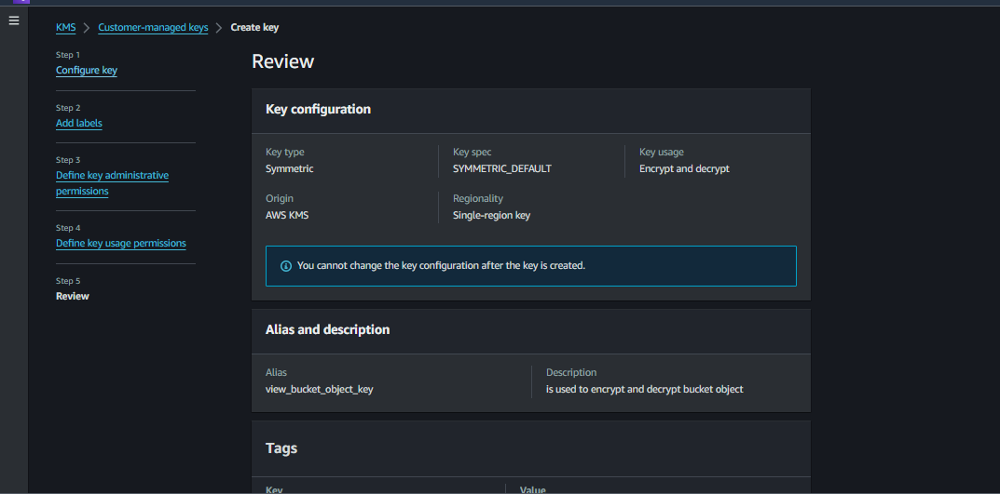 KMS > Customer-managed keys > Create key
Step 1
Configure key
Step 2
Add labels
Step 3
Define key administrative
permissions
Step 4
Define key usage permissions
Step 5
Review
Review
Key configuration
Key type
Symmetric
Key spec
SYMMETRIC_DEFAULT
Key usage
Encrypt and decrypt
Origin
AWS KMS
Regionality
Single-region key
You cannot change the key configuration after the key is created.
Alias and description
Alias
view_bucket_object_key
Description
is used to encrypt and decrypt bucket object
Tags
Key
Value